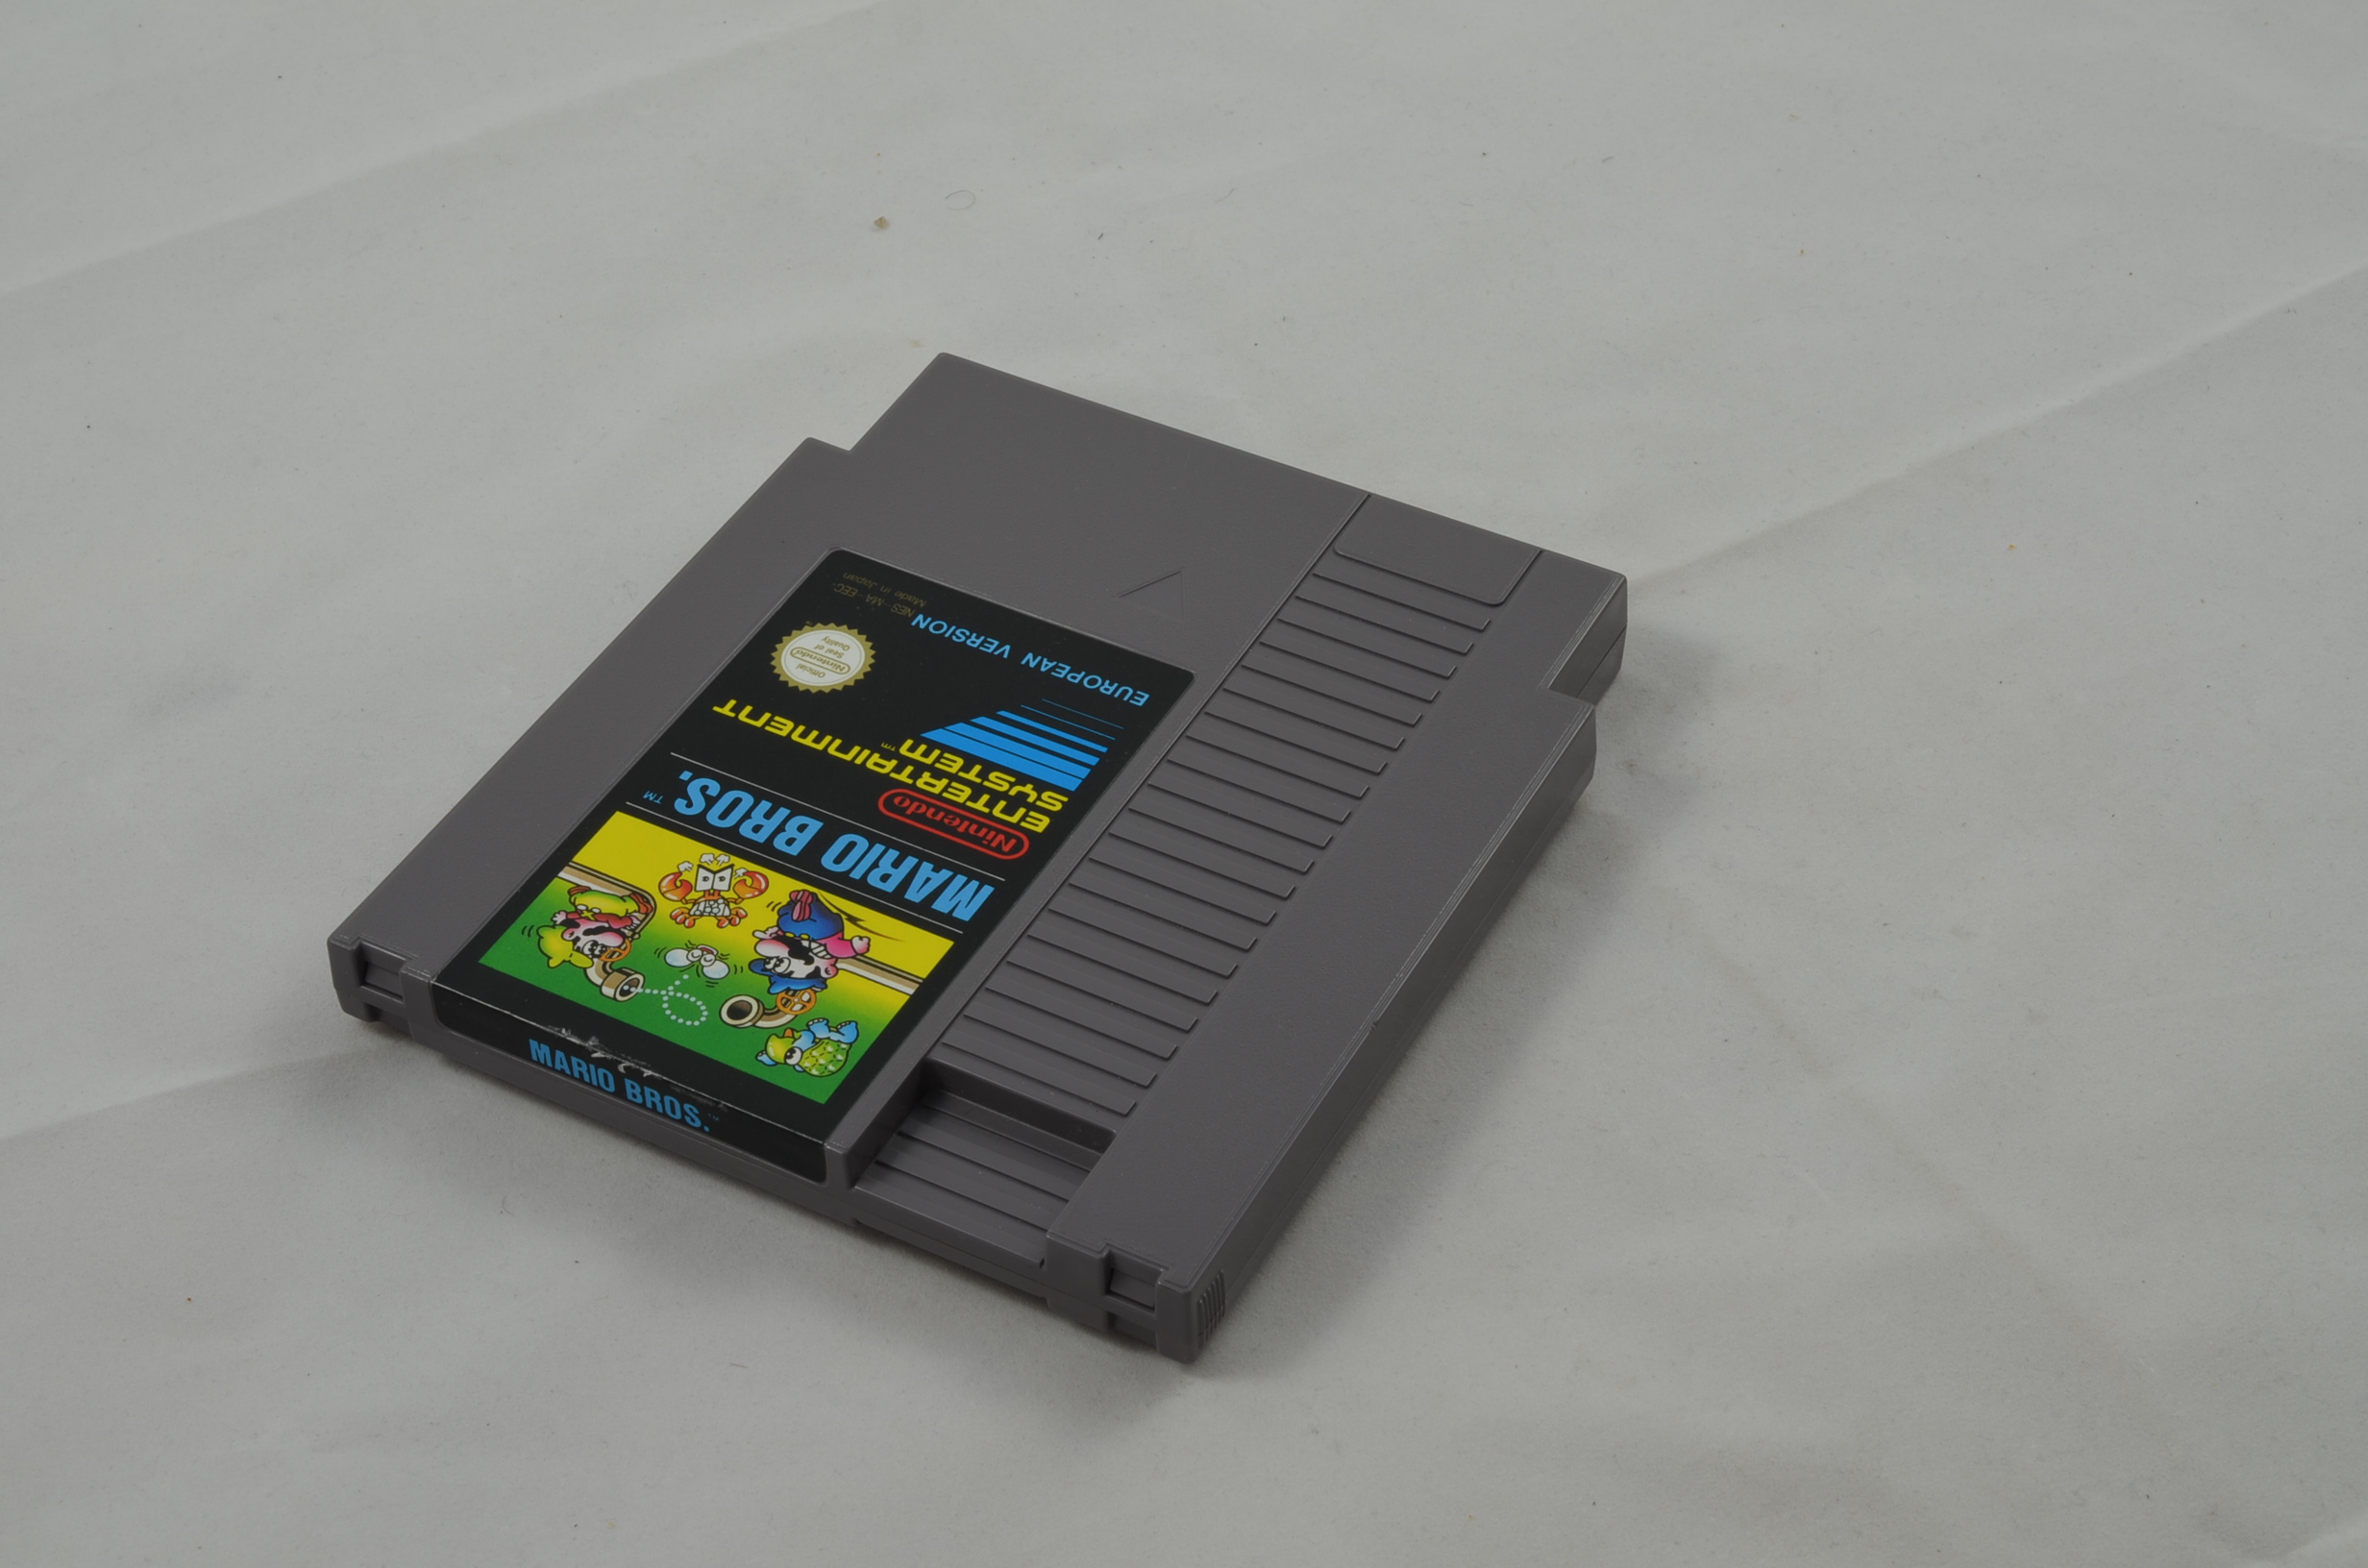 MARIO BROS.™
Nintendo
ENTERTAINMENT
SYSTEM™
EUROPEAN VERSION
Official
Nintendo
Seal of
Quality
NES-MA-EEC
Made in Japan
MARIO BROS.™